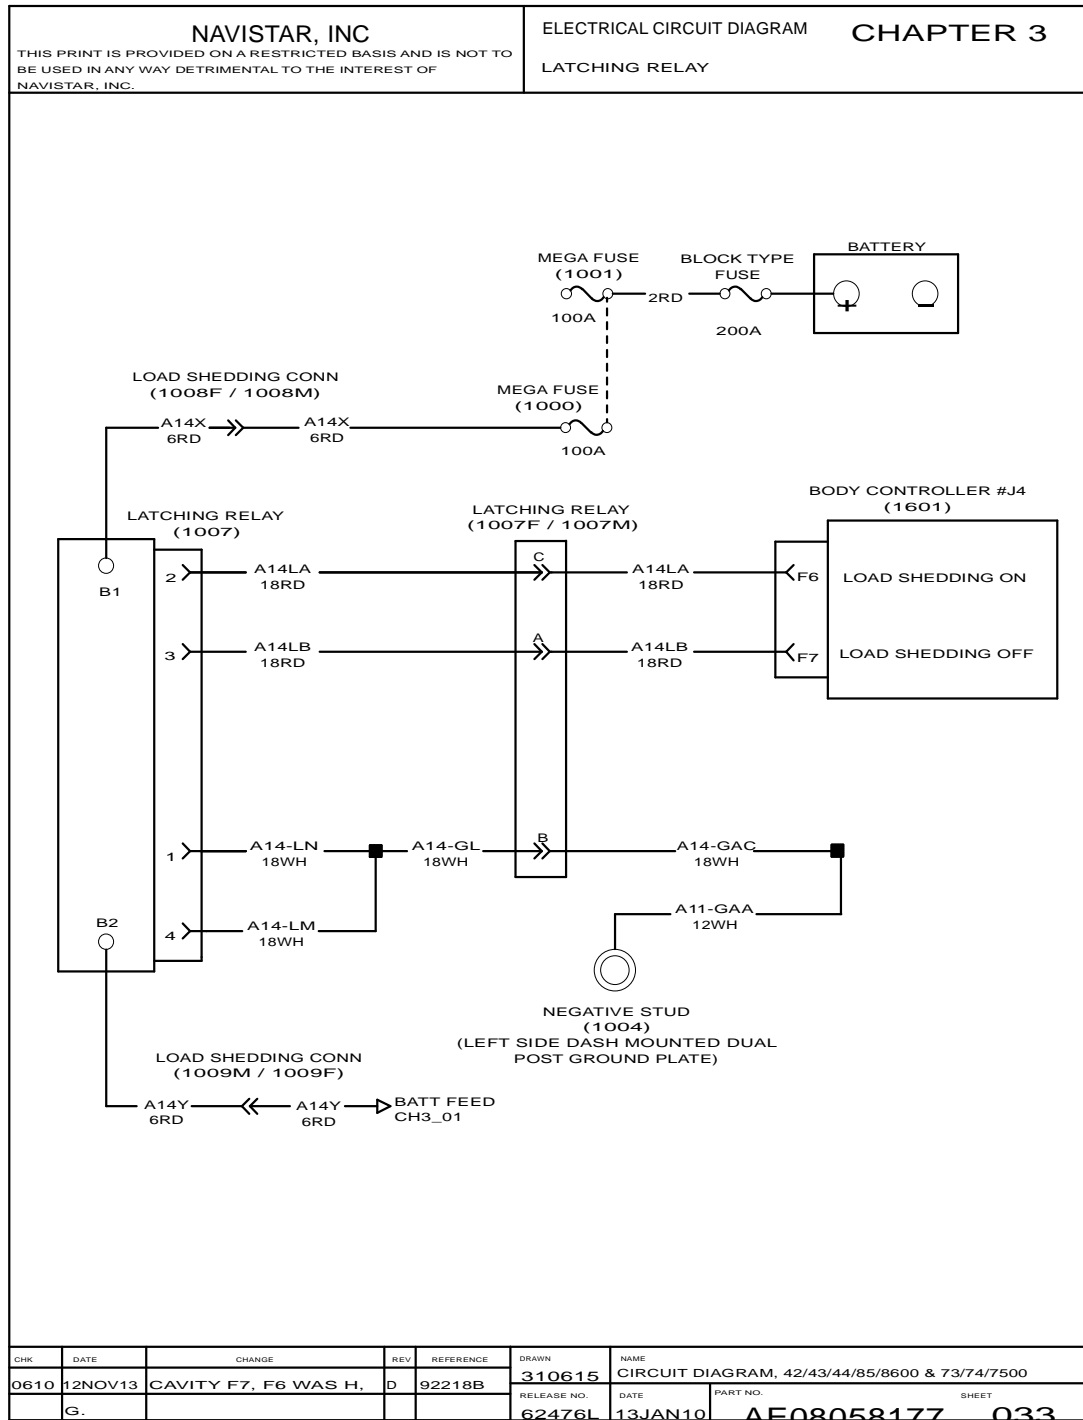 NAVISTAR, INC
THIS PRINT IS PROVIDED ON A RESTRICTED BASIS AND IS NOT TO
BE USED IN ANY WAY DETRIMENTAL TO THE INTEREST OF
NAVISTAR, INC.
ELECTRICAL CIRCUIT DIAGRAM
CHAPTER 3
LATCHING RELAY
BATTERY
MEGA FUSE
(1001)
100A
2RD
BLOCK TYPE
FUSE
200A
+
-
LOAD SHEDDING CONN
(1008F / 1008M)
A14X
6RD
A14X
6RD
MEGA FUSE
(1000)
100A
BODY CONTROLLER #J4
(1601)
LATCHING RELAY
(1007)
LATCHING RELAY
(1007F / 1007M)
B1
2
A14LA
18RD
C
A14LA
18RD
F6
LOAD SHEDDING ON
3
A14LB
18RD
A
A14LB
18RD
F7
LOAD SHEDDING OFF
1
A14-LN
18WH
A14-GL
18WH
B
A14-GAC
18WH
B2
4
A14-LM
18WH
A11-GAA
12WH
NEGATIVE STUD
(1004)
(LEFT SIDE DASH MOUNTED DUAL
POST GROUND PLATE)
LOAD SHEDDING CONN
(1009M / 1009F)
A14Y
6RD
A14Y
6RD
BATT FEED
CH3_01
CHK DATE CHANGE REV REFERENCE
0610 12NOV13 CAVITY F7, F6 WAS H, D 92218B
G.
DRAWN
310615
NAME
CIRCUIT DIAGRAM, 42/43/44/85/8600 & 73/74/7500
RELEASE NO.
62476L
DATE
13JAN10
PART NO.
AE08058177
SHEET
033